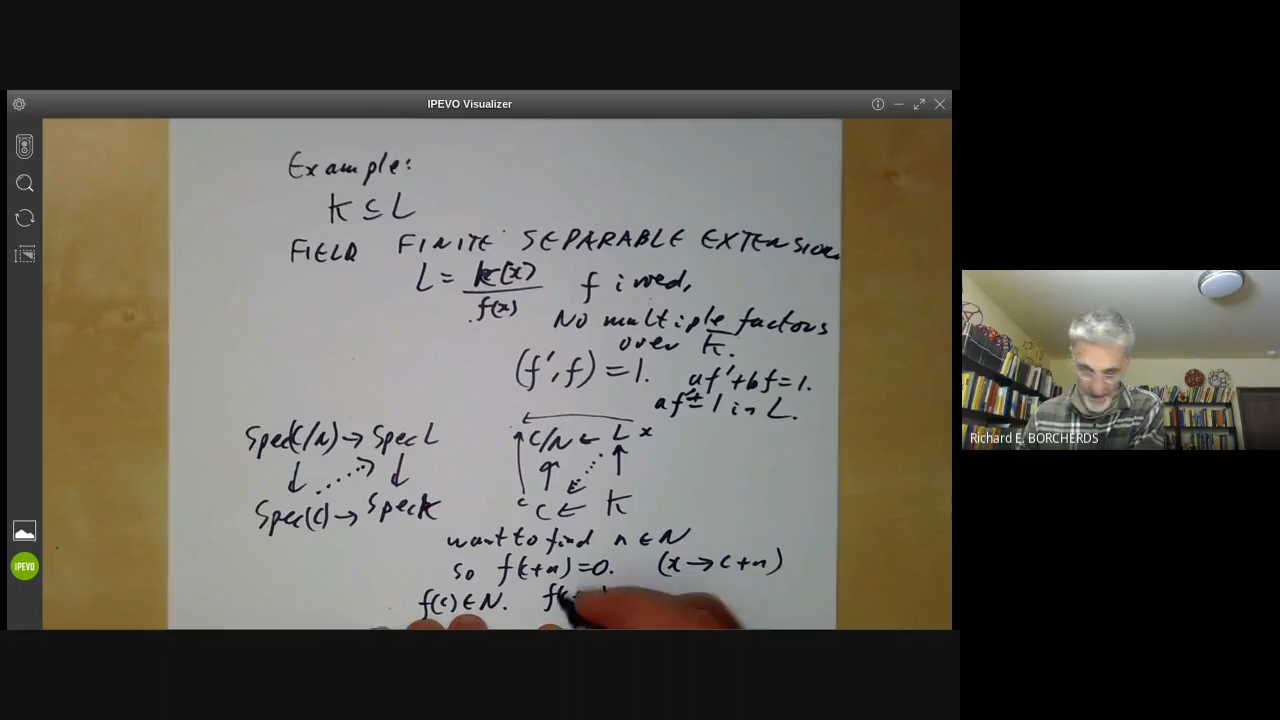 IPEVO Visualizer
Example:
k ⊆ L
FIELD FINITE SEPARABLE EXTENSION
L = k[x] / f(x) f irred,
No multiple factors
over k̄.
(f', f) = 1. af' + bf = 1.
af' = 1 in L.
Spec(C/N) → Spec L
C/N ← L x
Spec(C) → Spec k
c C ← k
want to find n ∈ N
so f(c+n) = 0. (x → c+n)
f(c) ∈ N.
Richard E. BORCHERDS
IPEVO